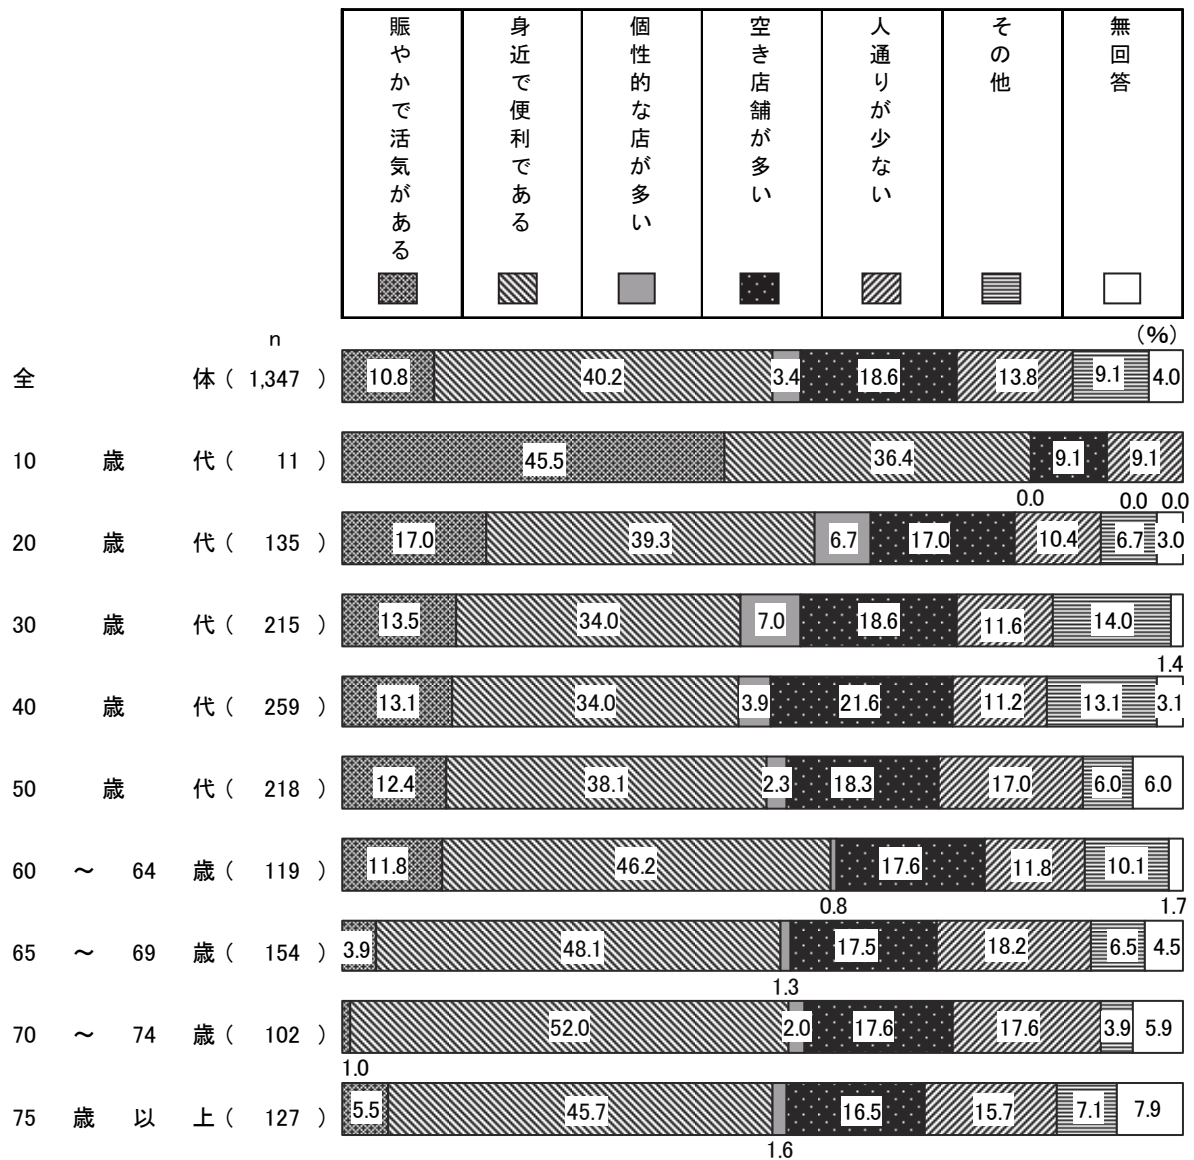 賑やかで活気がある
身近で便利である
個性的な店が多い
空き店舗が多い
人通りが少ない
その他
無回答
n
(%)
全 体 ( 1,347 ) 10.8 40.2 3.4 18.6 13.8 9.1 4.0
10 歳 代 ( 11 ) 45.5 36.4 9.1 9.1
0.0 0.0 0.0
20 歳 代 ( 135 ) 17.0 39.3 6.7 17.0 10.4 6.7 3.0
30 歳 代 ( 215 ) 13.5 34.0 7.0 18.6 11.6 14.0
1.4
40 歳 代 ( 259 ) 13.1 34.0 3.9 21.6 11.2 13.1 3.1
50 歳 代 ( 218 ) 12.4 38.1 2.3 18.3 17.0 6.0 6.0
60 ～ 64 歳 ( 119 ) 11.8 46.2 17.6 11.8 10.1
0.8 1.7
65 ～ 69 歳 ( 154 ) 3.9 48.1 17.5 18.2 6.5 4.5
1.3
70 ～ 74 歳 ( 102 ) 52.0 2.0 17.6 17.6 3.9 5.9
1.0
75 歳 以 上 ( 127 ) 5.5 45.7 16.5 15.7 7.1 7.9
1.6